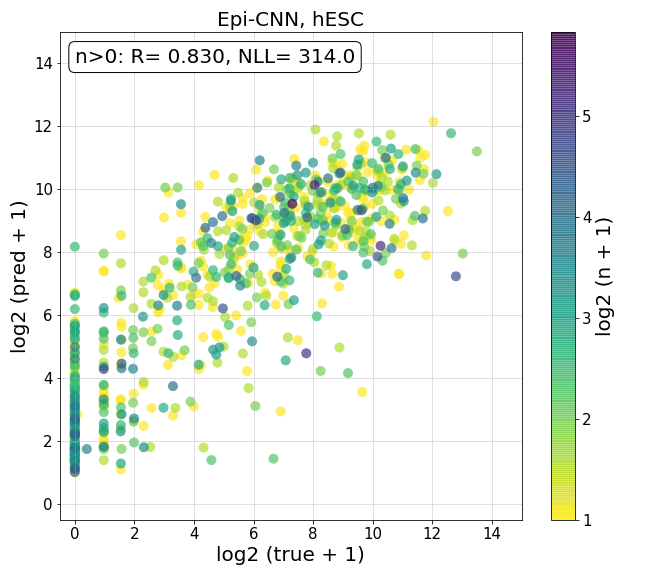 Epi-CNN, hESC
n>0: R= 0.830, NLL= 314.0
14
12
10
8
6
4
2
0
log2 (pred + 1)
0 2 4 6 8 10 12 14
log2 (true + 1)
5
4
3
2
1
log2 (n + 1)